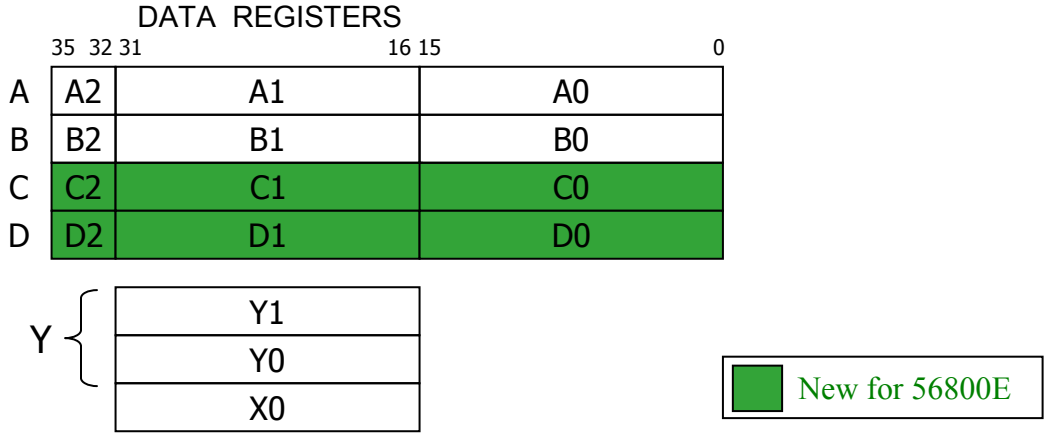 DATA REGISTERS
35 32 31 16 15 0
A A2 A1 A0
B B2 B1 B0
C C2 C1 C0
D D2 D1 D0
Y1
Y
Y0
X0
New for 56800E